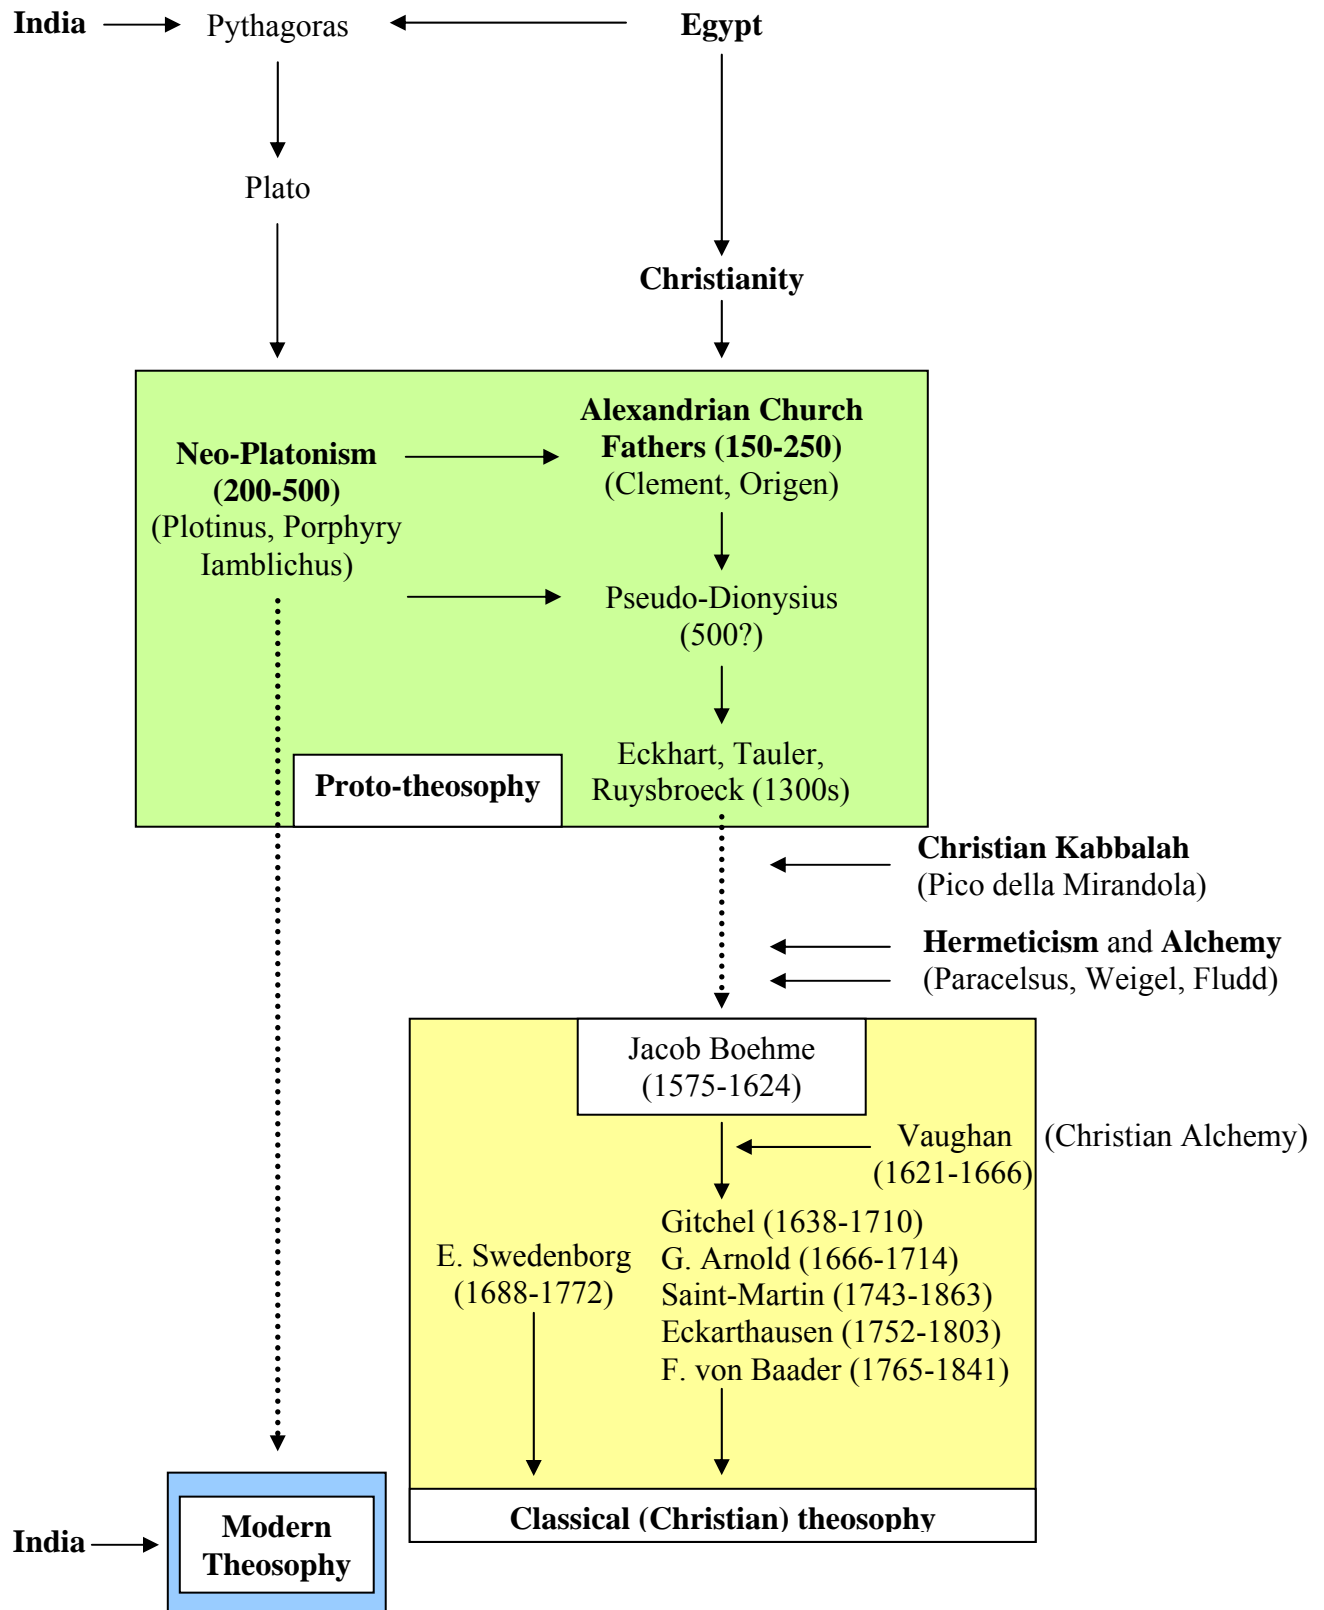 India
Pythagoras
Egypt
Plato
Christianity
Neo-Platonism
(200-500)
(Plotinus, Porphyry
Iamblichus)
Alexandrian Church
Fathers (150-250)
(Clement, Origen)
Pseudo-Dionysius
(500?)
Eckhart, Tauler,
Ruysbroeck (1300s)
Proto-theosophy
Christian Kabbalah
(Pico della Mirandola)
Hermeticism and Alchemy
(Paracelsus, Weigel, Fludd)
Jacob Boehme
(1575-1624)
Vaughan
(1621-1666)
(Christian Alchemy)
E. Swedenborg
(1688-1772)
Gitchel (1638-1710)
G. Arnold (1666-1714)
Saint-Martin (1743-1863)
Eckarthausen (1752-1803)
F. von Baader (1765-1841)
Classical (Christian) theosophy
India
Modern
Theosophy